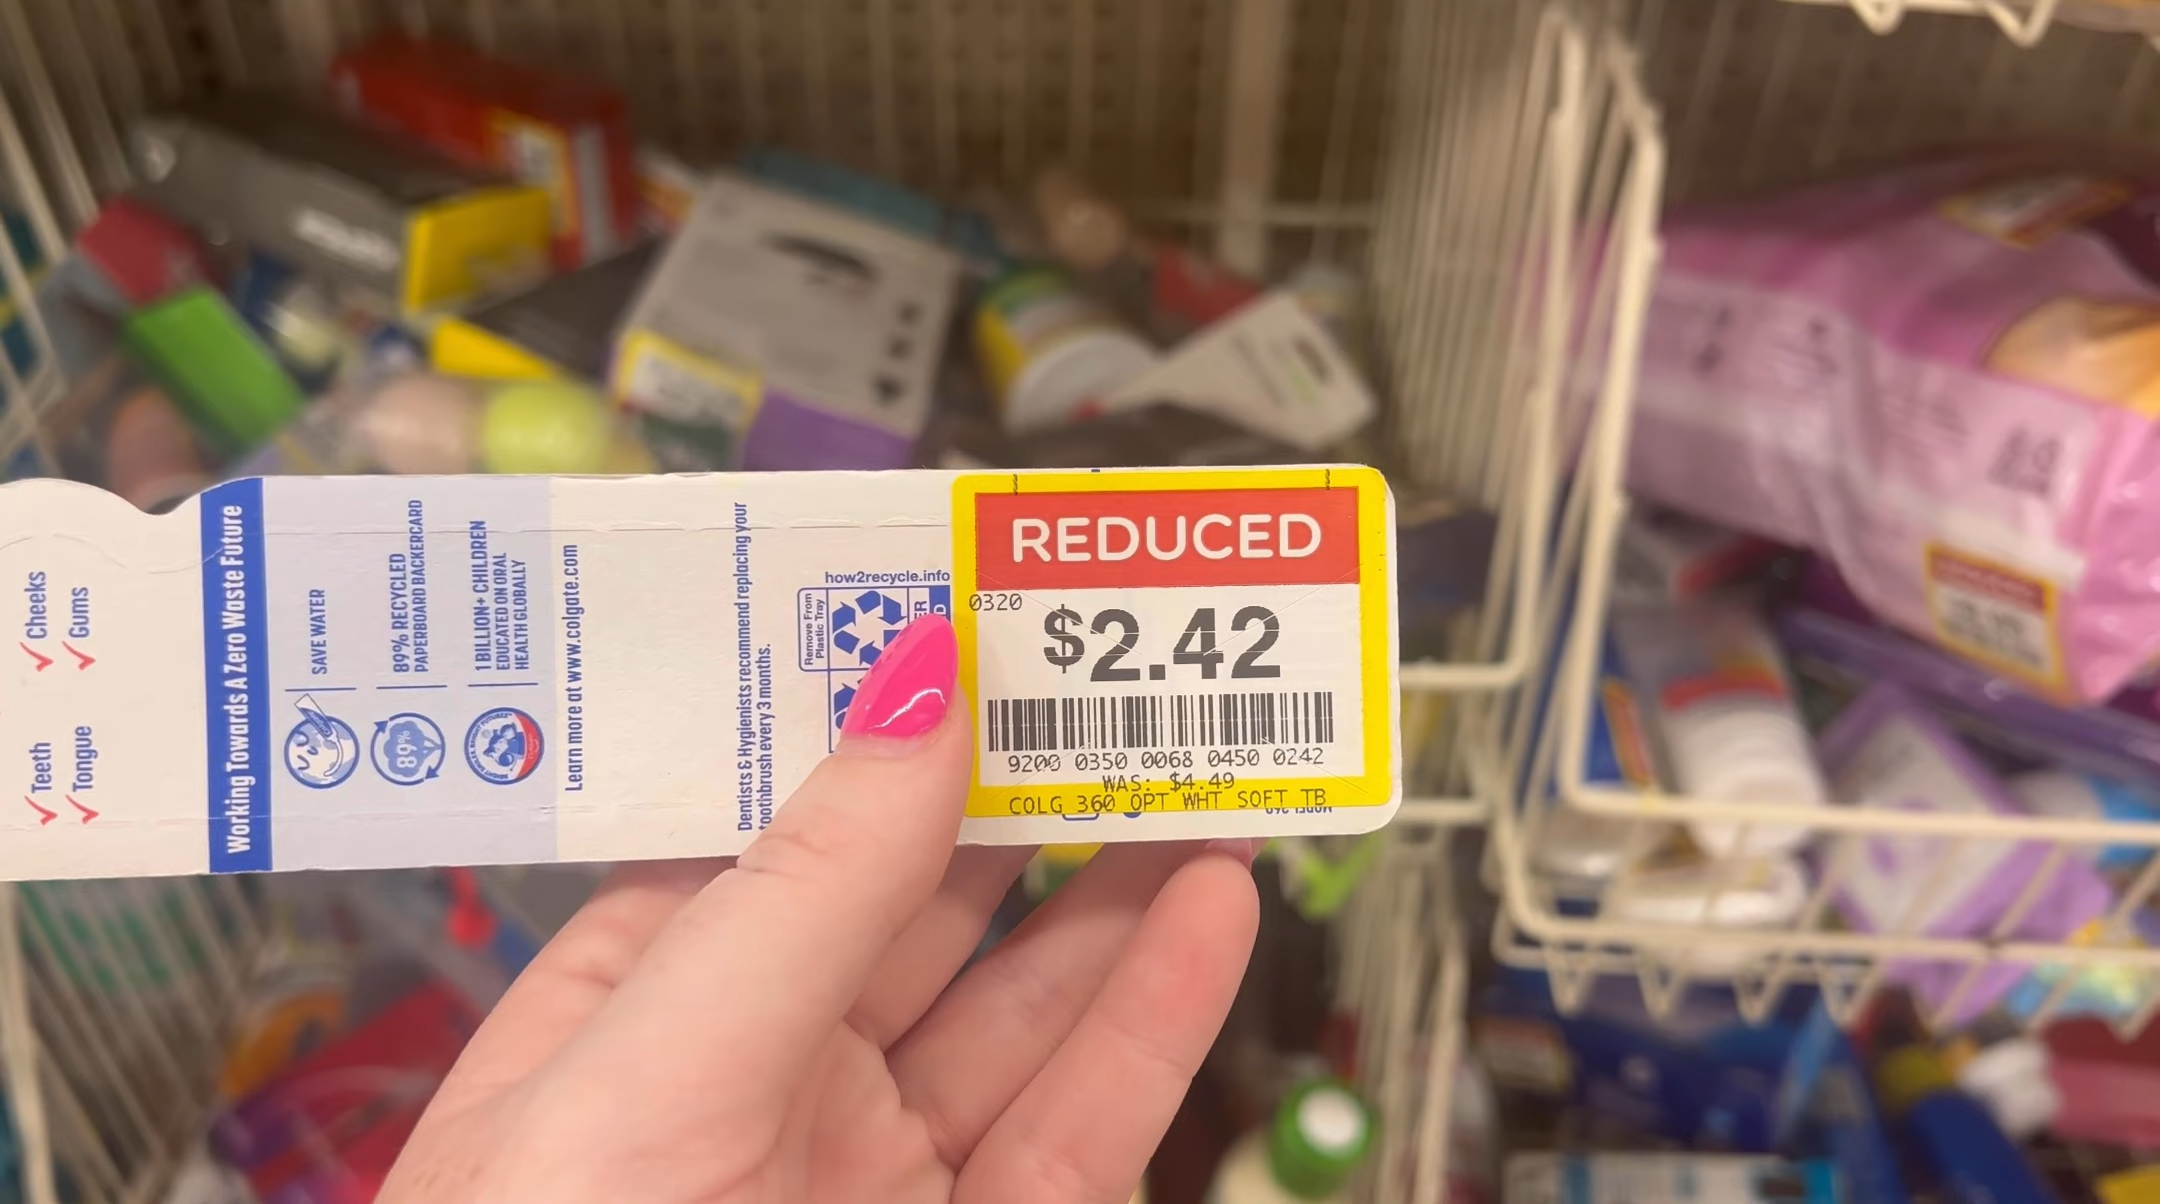 Teeth
Cheeks
Tongue
Gums
Working Towards A Zero Waste Future
SAVE WATER
89% RECYCLED
PAPERBOARD BACKERCARD
89%
1 BILLION+ CHILDREN
EDUCATED ON ORAL
HEALTH GLOBALLY
Learn more at www.colgate.com
Dentists & Hygienists recommend replacing your
toothbrush every 3 months.
how2recycle.info
Remove From
Plastic Tray
REDUCED
0320
$2.42
9200 0350 0068 0450 0242
WAS: $4.49
COLG 360 OPT WHT SOFT TB